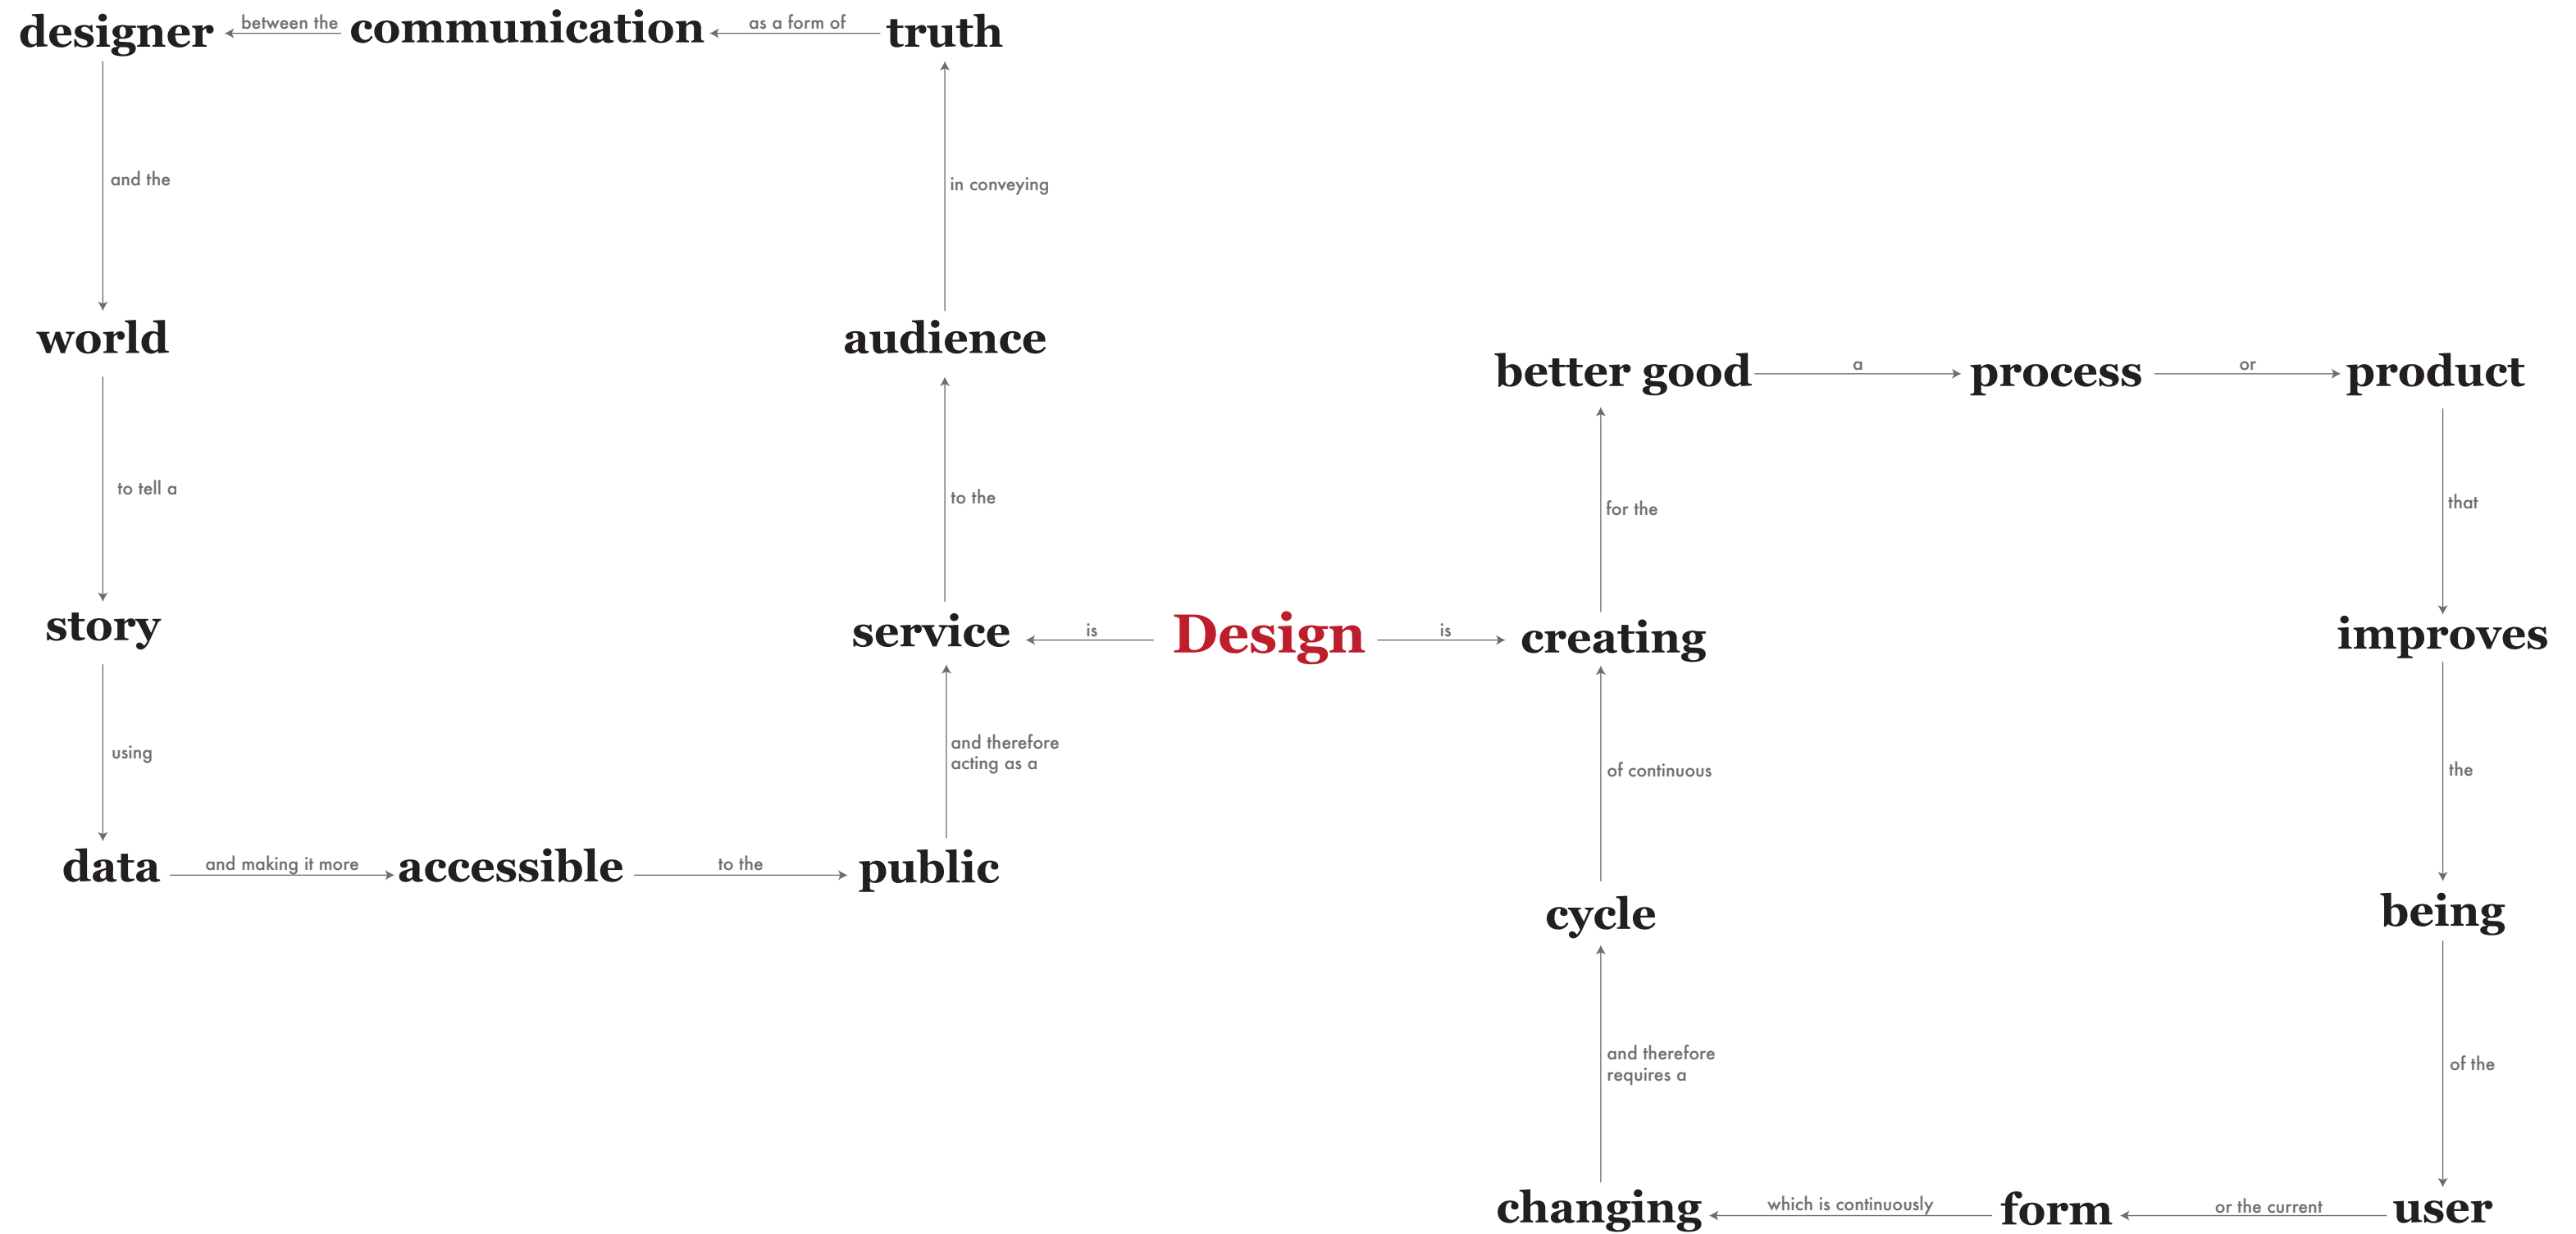 designer
between the
communication
as a form of
truth
and the
in conveying
world
audience
better good
a
process
or
product
to tell a
to the
for the
that
story
service
is
Design
is
creating
improves
using
and therefore
acting as a
of continuous
the
data
and making it more
accessible
to the
public
cycle
being
and therefore
requires a
of the
changing
which is continuously
form
or the current
user